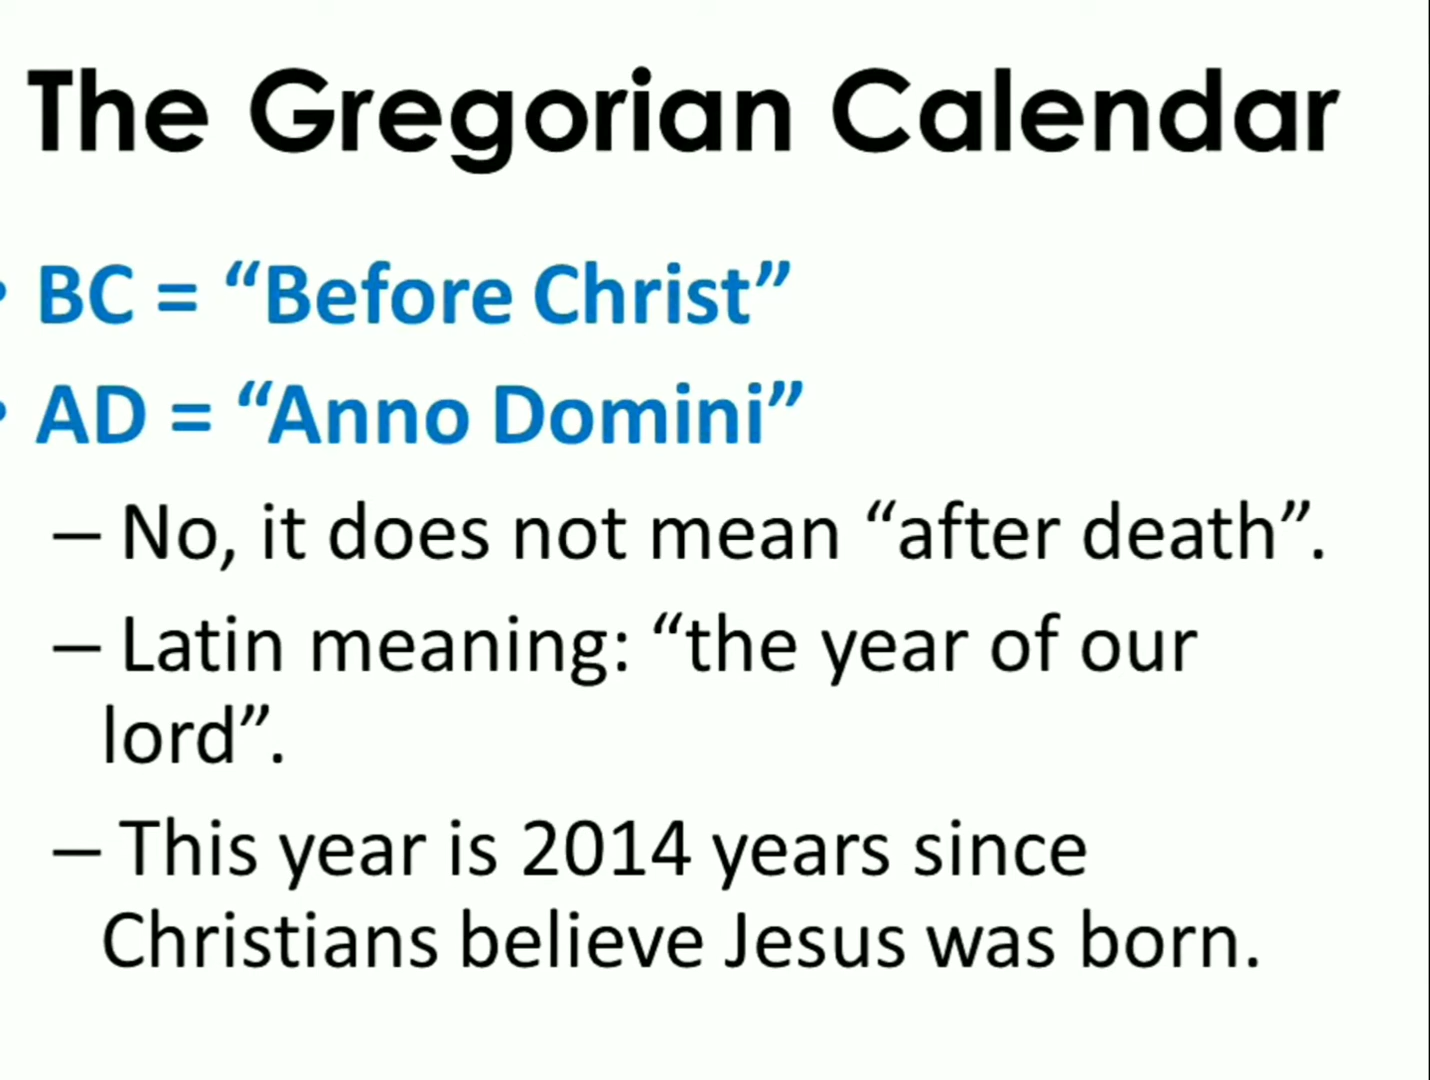 The Gregorian Calendar
• BC = “Before Christ”
• AD = “Anno Domini”
– No, it does not mean “after death”.
– Latin meaning: “the year of our
lord”.
– This year is 2014 years since
Christians believe Jesus was born.